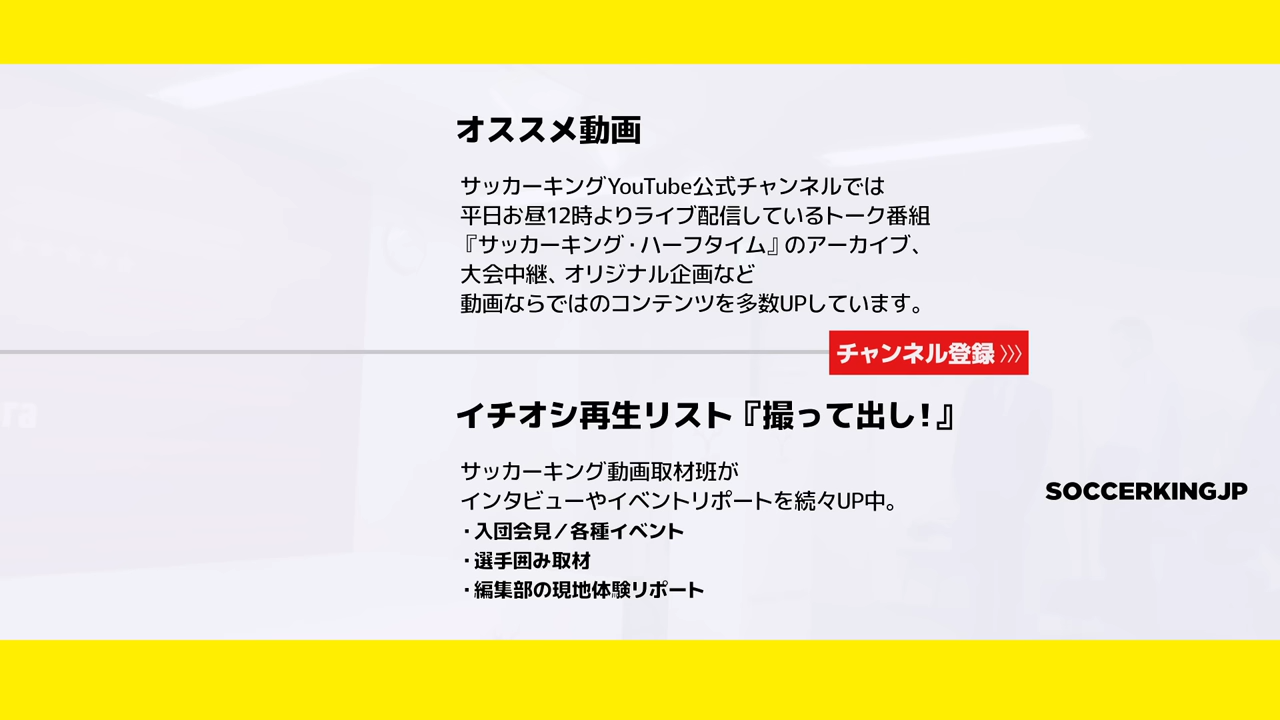 オススメ動画
サッカーキングYouTube公式チャンネルでは
平日お昼12時よりライブ配信しているトーク番組
『サッカーキング・ハーフタイム』のアーカイブ、
大会中継、オリジナル企画など
動画ならではのコンテンツを多数UPしています。
チャンネル登録 〉〉〉
イチオシ再生リスト『撮って出し!』
サッカーキング動画取材班が
インタビューやイベントリポートを続々UP中。
・入団会見／各種イベント
・選手囲み取材
・編集部の現地体験リポート
SOCCERKINGJP
ra